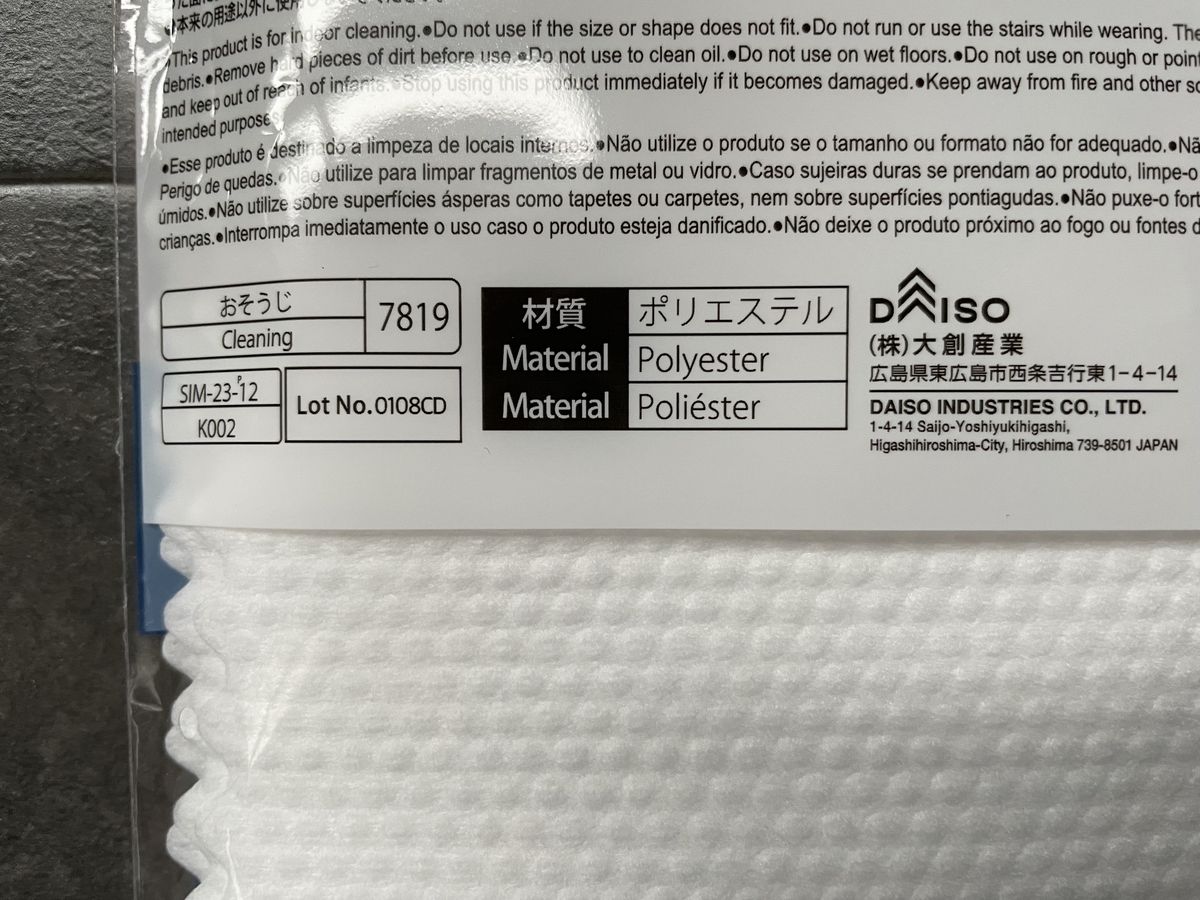 ●本来の用途以外に使用
●This product is for indoor cleaning.●Do not use if the size or shape does not fit.●Do not run or use the stairs while wearing. The
debris.●Remove hard pieces of dirt before use.●Do not use to clean oil.●Do not use on wet floors.●Do not use on rough or point
and keep out of reach of infants.●Stop using this product immediately if it becomes damaged.●Keep away from fire and other so
intended purpose
●Esse produto é destinado a limpeza de locais internos.●Não utilize o produto se o tamanho ou formato não for adequado.●Nã
Perigo de quedas.●Não utilize para limpar fragmentos de metal ou vidro.●Caso sujeiras duras se prendam ao produto, limpe-o
úmidos.●Não utilize sobre superfícies ásperas como tapetes ou carpetes, nem sobre superfícies pontiagudas.●Não puxe-o fort
crianças.●Interrompa imediatamente o uso caso o produto esteja danificado.●Não deixe o produto próximo ao fogo ou fontes d
おそうじ
Cleaning
7819
SIM-23-P12
K002
Lot No.0108CD
材質 ポリエステル
Material Polyester
Material Poliéster
DAISO
(株)大創産業
広島県東広島市西条吉行東1-4-14
DAISO INDUSTRIES CO., LTD.
1-4-14 Saijo-Yoshiyukihigashi,
Higashihiroshima-City, Hiroshima 739-8501 JAPAN